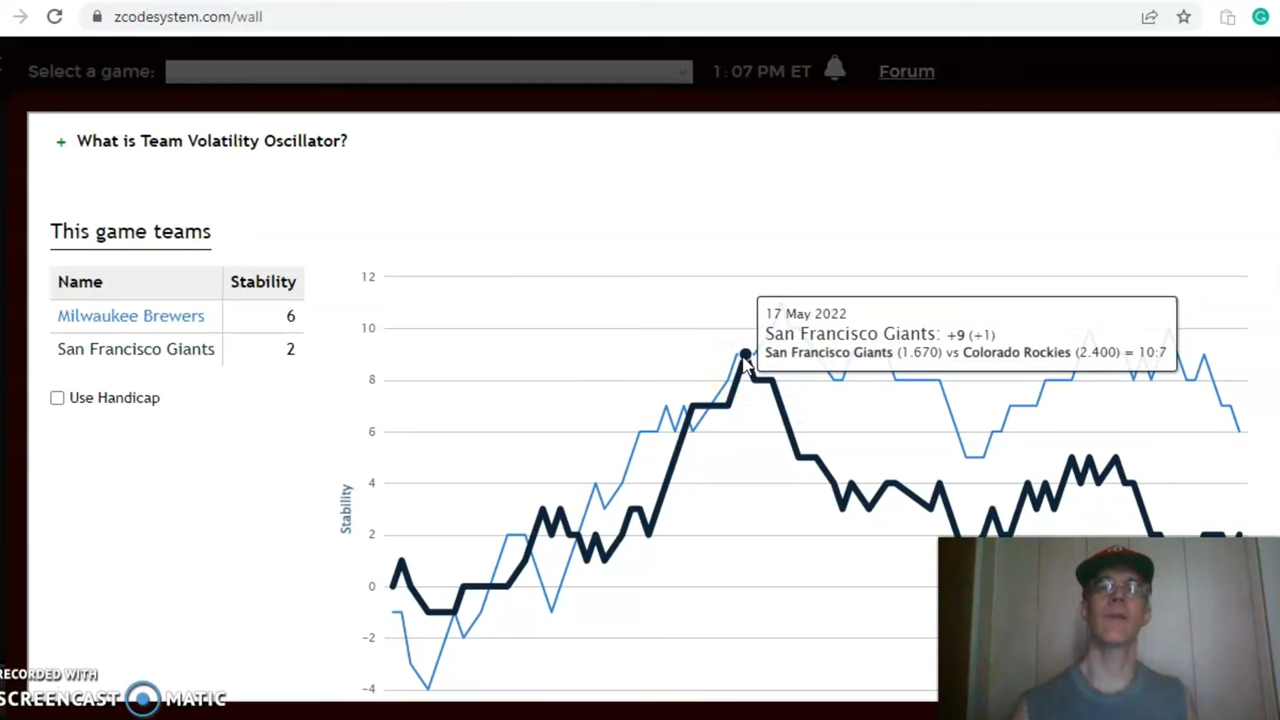 zcodesystem.com/wall
Select a game:
1:07 PM ET
Forum
+ What is Team Volatility Oscillator?
This game teams
Name Stability
Milwaukee Brewers 6
San Francisco Giants 2
Use Handicap
12
10
8
6
4
2
0
-2
-4
Stability
17 May 2022
San Francisco Giants: +9 (+1)
San Francisco Giants (1.670) vs Colorado Rockies (2.400) = 10:7
RECORDED WITH
SCREENCAST MATIC